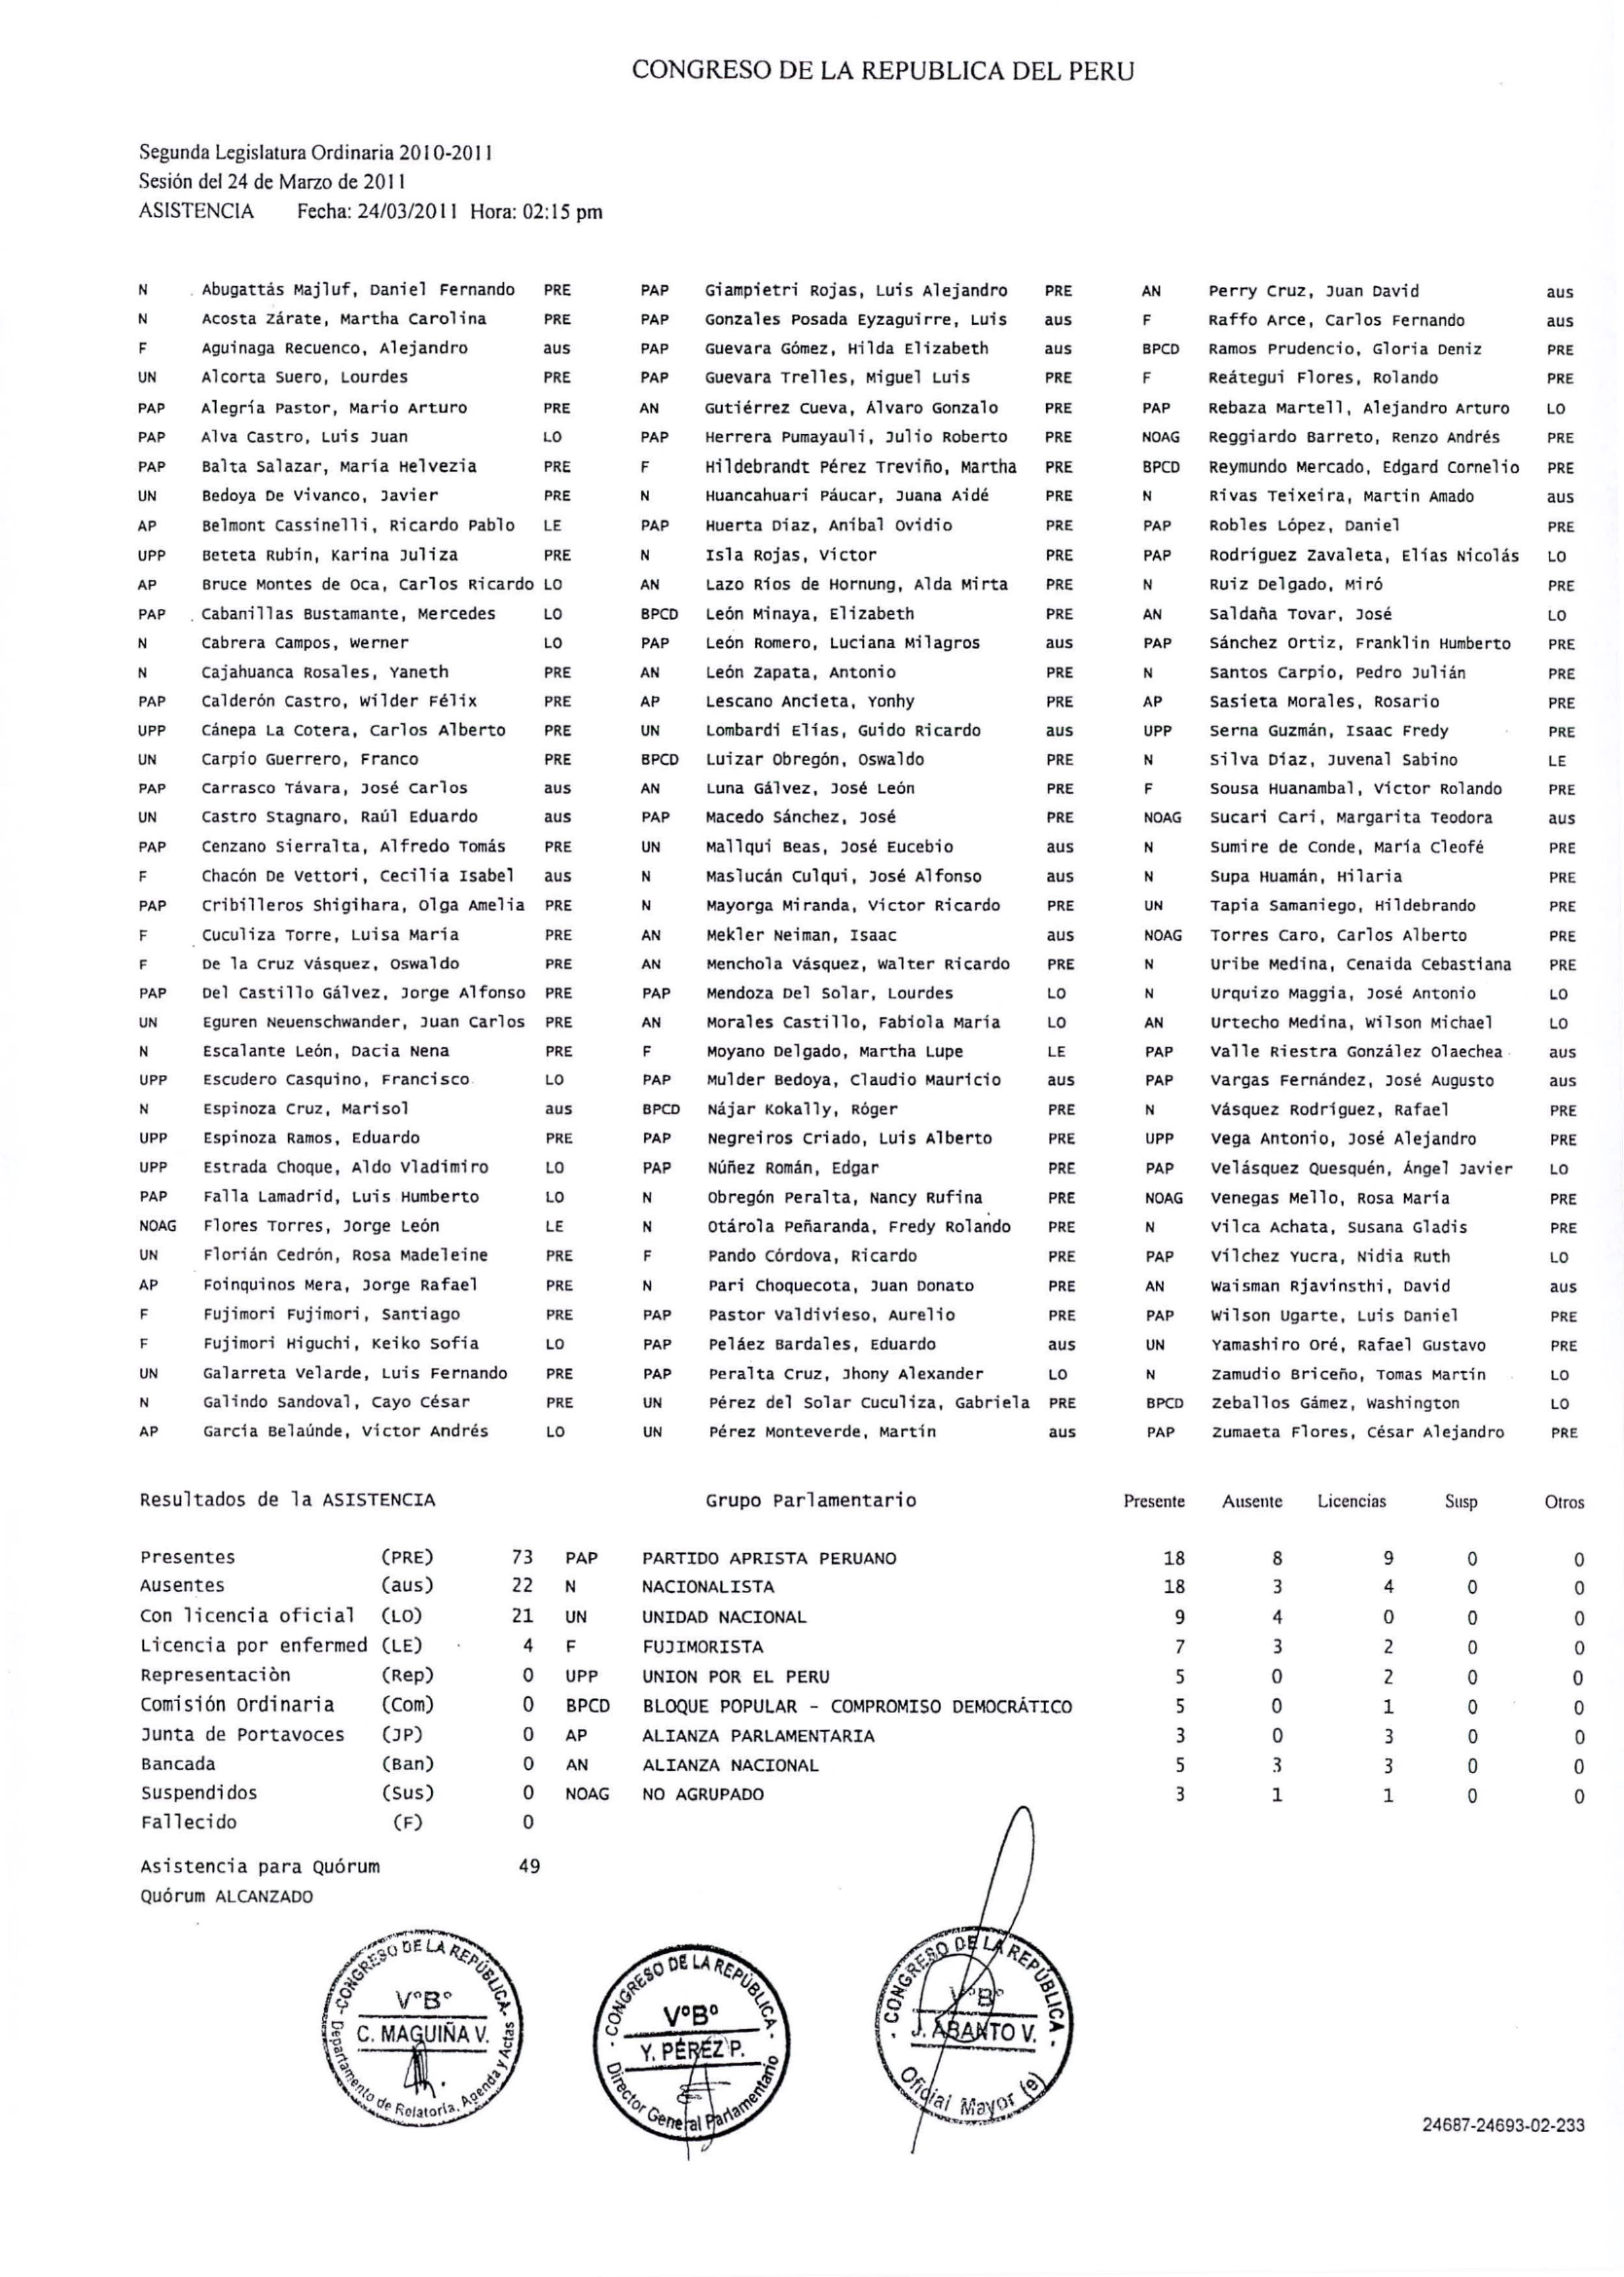 CONGRESO DE LA REPUBLICA DEL PERU
Segunda Legislatura Ordinaria 2010-2011
Sesión del 24 de Marzo de 2011
ASISTENCIA Fecha: 24/03/2011 Hora: 02:15 pm
N Abugattás Majluf, Daniel Fernando PRE PAP Giampietri Rojas, Luis Alejandro PRE AN Perry Cruz, Juan David aus
N Acosta Zárate, Martha Carolina PRE PAP Gonzales Posada Eyzaguirre, Luis aus F Raffo Arce, Carlos Fernando aus
F Aguinaga Recuenco, Alejandro aus PAP Guevara Gómez, Hilda Elizabeth aus BPCD Ramos Prudencio, Gloria Deniz PRE
UN Alcorta Suero, Lourdes PRE PAP Guevara Trelles, Miguel Luis PRE F Reátegui Flores, Rolando PRE
PAP Alegría Pastor, Mario Arturo PRE AN Gutiérrez Cueva, Álvaro Gonzalo PRE PAP Rebaza Martell, Alejandro Arturo LO
PAP Alva Castro, Luis Juan LO PAP Herrera Pumayauli, Julio Roberto PRE NOAG Reggiardo Barreto, Renzo Andrés PRE
PAP Balta Salazar, María Helvezia PRE F Hildebrandt Pérez Treviño, Martha PRE BPCD Reymundo Mercado, Edgard Cornelio PRE
UN Bedoya De Vivanco, Javier PRE N Huancahuari Páucar, Juana Aidé PRE N Rivas Teixeira, Martin Amado aus
AP Belmont Cassinelli, Ricardo Pablo LE PAP Huerta Díaz, Aníbal Ovidio PRE PAP Robles López, Daniel PRE
UPP Beteta Rubín, Karina Juliza PRE N Isla Rojas, Víctor PRE PAP Rodríguez Zavaleta, Elías Nicolás LO
AP Bruce Montes de Oca, Carlos Ricardo LO AN Lazo Ríos de Hornung, Alda Mirta PRE N Ruiz Delgado, Miró PRE
PAP Cabanillas Bustamante, Mercedes LO BPCD León Minaya, Elizabeth PRE AN Saldaña Tovar, José LO
N Cabrera Campos, Werner LO PAP León Romero, Luciana Milagros aus PAP Sánchez Ortiz, Franklin Humberto PRE
N Cajahuanca Rosales, Yaneth PRE AN León Zapata, Antonio PRE N Santos Carpio, Pedro Julián PRE
PAP Calderón Castro, Wilder Félix PRE AP Lescano Ancieta, Yonhy PRE AP Sasieta Morales, Rosario PRE
UPP Cánepa La Cotera, Carlos Alberto PRE UN Lombardi Elías, Guido Ricardo aus UPP Serna Guzmán, Isaac Fredy PRE
UN Carpio Guerrero, Franco PRE BPCD Luizar Obregón, Oswaldo PRE N Silva Díaz, Juvenal Sabino LE
PAP Carrasco Távara, José Carlos aus AN Luna Gálvez, José León PRE F Sousa Huanambal, Víctor Rolando PRE
UN Castro Stagnaro, Raúl Eduardo aus PAP Macedo Sánchez, José PRE NOAG Sucari Cari, Margarita Teodora aus
PAP Cenzano Sierralta, Alfredo Tomás PRE UN Mallqui Beas, José Eucebio aus N Sumire de Conde, María Cleofé PRE
F Chacón De Vettori, Cecilia Isabel aus N Maslucán Culqui, José Alfonso aus N Supa Huamán, Hilaria PRE
PAP Cribilleros Shigihara, Olga Amelia PRE N Mayorga Miranda, Víctor Ricardo PRE UN Tapia Samaniego, Hildebrando PRE
F Cuculiza Torre, Luisa María PRE AN Mekler Neiman, Isaac aus NOAG Torres Caro, Carlos Alberto PRE
F De la Cruz Vásquez, Oswaldo PRE AN Menchola Vásquez, Walter Ricardo PRE N Uribe Medina, Cenaida Cebastiana PRE
PAP Del Castillo Gálvez, Jorge Alfonso PRE PAP Mendoza Del Solar, Lourdes LO N Urquizo Maggia, José Antonio LO
UN Eguren Neuenschwander, Juan Carlos PRE AN Morales Castillo, Fabiola María LO AN Urtecho Medina, Wilson Michael LO
N Escalante León, Dacia Nena PRE F Moyano Delgado, Martha Lupe LE PAP Valle Riestra González Olaechea aus
UPP Escudero Casquino, Francisco LO PAP Mulder Bedoya, Claudio Mauricio aus PAP Vargas Fernández, José Augusto aus
N Espinoza Cruz, Marisol aus BPCD Nájar Kokally, Róger PRE N Vásquez Rodríguez, Rafael PRE
UPP Espinoza Ramos, Eduardo PRE PAP Negreiros Criado, Luis Alberto PRE UPP Vega Antonio, José Alejandro PRE
UPP Estrada Choque, Aldo Vladimiro LO PAP Núñez Román, Edgar PRE PAP Velásquez Quesquén, Ángel Javier LO
PAP Falla Lamadrid, Luis Humberto LO N Obregón Peralta, Nancy Rufina PRE NOAG Venegas Mello, Rosa María PRE
NOAG Flores Torres, Jorge León LE N Otárola Peñaranda, Fredy Rolando PRE N Vilca Achata, Susana Gladis PRE
UN Florián Cedrón, Rosa Madeleine PRE F Pando Córdova, Ricardo PRE PAP Vílchez Yucra, Nidia Ruth LO
AP Foinquinos Mera, Jorge Rafael PRE N Pari Choquecota, Juan Donato PRE AN Waisman Rjavinsthi, David aus
F Fujimori Fujimori, Santiago PRE PAP Pastor Valdivieso, Aurelio PRE PAP Wilson Ugarte, Luis Daniel PRE
F Fujimori Higuchi, Keiko Sofía LO PAP Peláez Bardales, Eduardo aus UN Yamashiro Oré, Rafael Gustavo PRE
UN Galarreta Velarde, Luis Fernando PRE PAP Peralta Cruz, Jhony Alexander LO N Zamudio Briceño, Tomas Martín LO
N Galindo Sandoval, Cayo César PRE UN Pérez del Solar Cuculiza, Gabriela PRE BPCD Zeballos Gámez, Washington LO
AP García Belaúnde, Víctor Andrés LO UN Pérez Monteverde, Martín aus PAP Zumaeta Flores, César Alejandro PRE
Resultados de la ASISTENCIA Grupo Parlamentario Presente Ausente Licencias Susp Otros
Presentes (PRE) 73 PAP PARTIDO APRISTA PERUANO 18 8 9 0 0
Ausentes (aus) 22 N NACIONALISTA 18 3 4 0 0
Con licencia oficial (LO) 21 UN UNIDAD NACIONAL 9 4 0 0 0
Licencia por enfermed (LE) 4 F FUJIMORISTA 7 3 2 0 0
Representaciòn (Rep) 0 UPP UNION POR EL PERU 5 0 2 0 0
Comisión Ordinaria (Com) 0 BPCD BLOQUE POPULAR - COMPROMISO DEMOCRÁTICO 5 0 1 0 0
Junta de Portavoces (JP) 0 AP ALIANZA PARLAMENTARIA 3 0 3 0 0
Bancada (Ban) 0 AN ALIANZA NACIONAL 5 3 3 0 0
Suspendidos (Sus) 0 NOAG NO AGRUPADO 3 1 1 0 0
Fallecido (F) 0
Asistencia para Quórum 49
Quórum ALCANZADO
-CONGRESO DE LA REPÚBLICA-
V°B°
C. MAGUIÑA V.
Departamento de Relatoría, Agenda y Actas
- CONGRESO DE LA REPÚBLICA -
V°B°
Y. PÉREZ P.
Director General Parlamentario
- CONGRESO DE LA REPÚBLICA -
V°B°
J. ABANTO V.
Oficial Mayor (e)
24687-24693-02-233